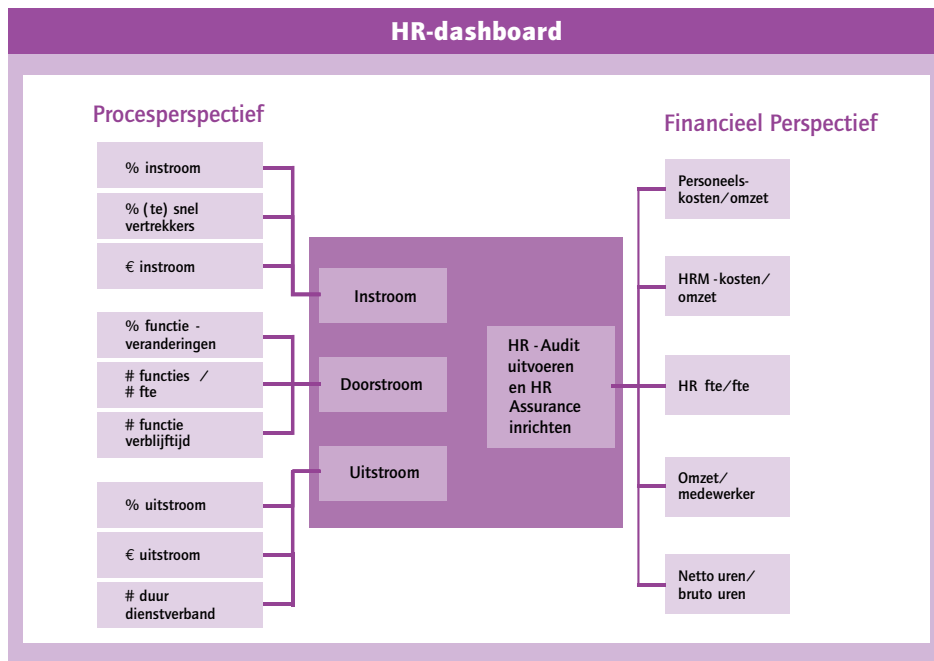 HR-dashboard
Procesperspectief
% instroom
% (te) snel
vertrekkers
€ instroom
% functie -
veranderingen
# functies /
# fte
# functie
verblijftijd
% uitstroom
€ uitstroom
# duur
dienstverband
Instroom
Doorstroom
Uitstroom
HR - Audit
uitvoeren
en HR
Assurance
inrichten
Financieel Perspectief
Personeels-
kosten/omzet
HRM - kosten/
omzet
HR fte/fte
Omzet/
medewerker
Netto uren/
bruto uren